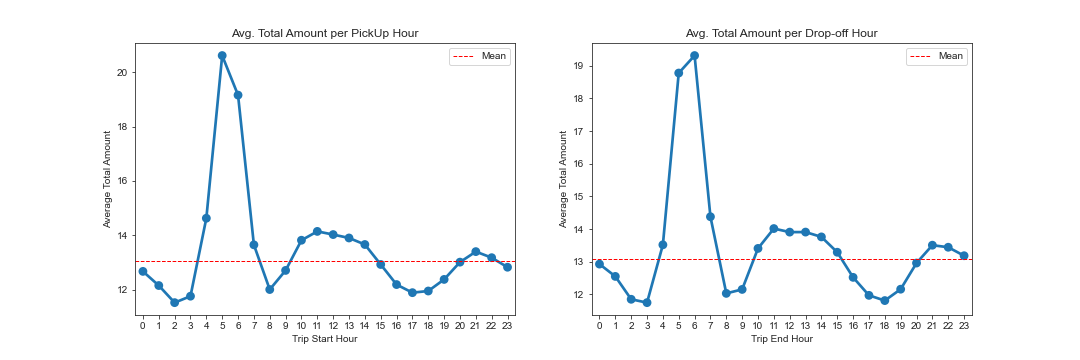 Avg. Total Amount per PickUp Hour
Mean
20
18
16
14
12
Average Total Amount
0 1 2 3 4 5 6 7 8 9 10 11 12 13 14 15 16 17 18 19 20 21 22 23
Trip Start Hour
Avg. Total Amount per Drop-off Hour
Mean
19
18
17
16
15
14
13
12
Average Total Amount
0 1 2 3 4 5 6 7 8 9 10 11 12 13 14 15 16 17 18 19 20 21 22 23
Trip End Hour